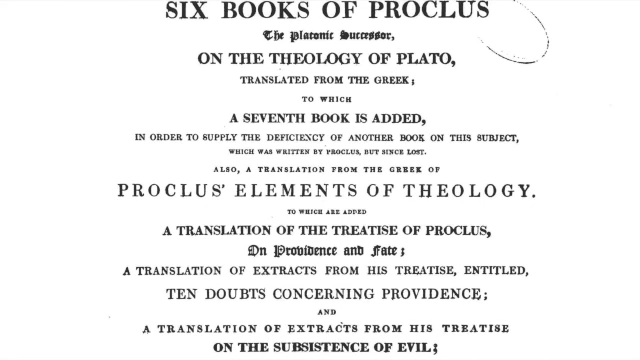 SIX BOOKS OF PROCLUS
The Platonic Successor,
ON THE THEOLOGY OF PLATO,
TRANSLATED FROM THE GREEK;
TO WHICH
A SEVENTH BOOK IS ADDED,
IN ORDER TO SUPPLY THE DEFICIENCY OF ANOTHER BOOK ON THIS SUBJECT,
WHICH WAS WRITTEN BY PROCLUS, BUT SINCE LOST.
ALSO, A TRANSLATION FROM THE GREEK OF
PROCLUS' ELEMENTS OF THEOLOGY.
TO WHICH ARE ADDED
A TRANSLATION OF THE TREATISE OF PROCLUS,
On Providence and Fate;
A TRANSLATION OF EXTRACTS FROM HIS TREATISE, ENTITLED,
TEN DOUBTS CONCERNING PROVIDENCE;
AND
A TRANSLATION OF EXTRACTS FROM HIS TREATISE
ON THE SUBSISTENCE OF EVIL;